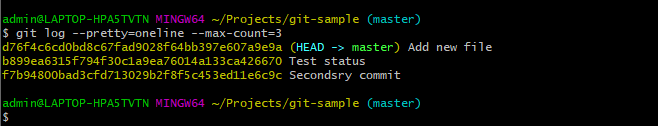 admin@LAPTOP-HPA5TVTN MINGW64 ~/Projects/git-sample (master)
$ git log --pretty=oneline --max-count=3
d76f4c6cd0bd8c67fad9028f64bb397e607a9e9a (HEAD -> master) Add new file
b899ea6315f794f30c1a9ea76014a133ca426670 Test status
f7b94800bad3cfd713029b2f8f5c453ed11e6c9c Secondsry commit
admin@LAPTOP-HPA5TVTN MINGW64 ~/Projects/git-sample (master)
$